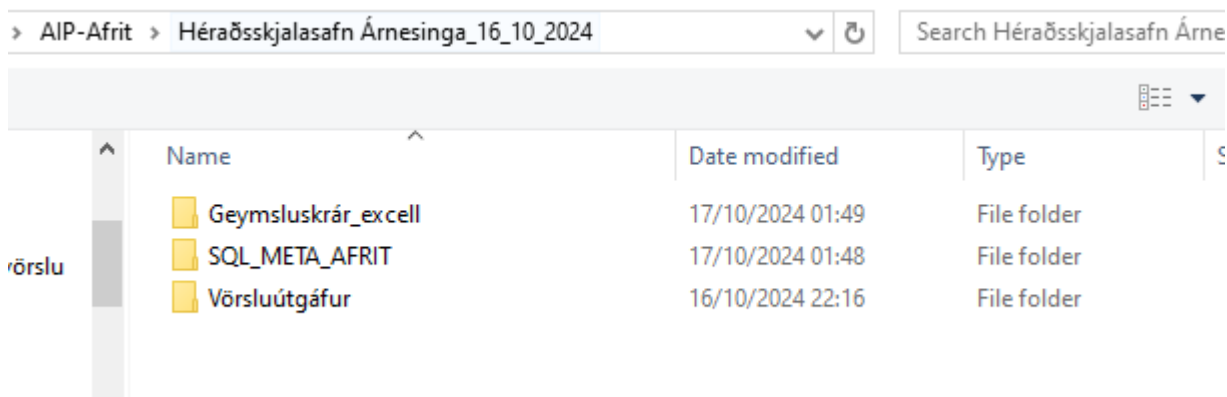 > AIP-Afrit > Héraðsskjalasafn Árnesinga_16_10_2024 Search Héraðsskjalasafn Árne
Name Date modified Type S
Geymsluskrár_excell 17/10/2024 01:49 File folder
SQL_META_AFRIT 17/10/2024 01:48 File folder
vörslu
Vörsluútgáfur 16/10/2024 22:16 File folder